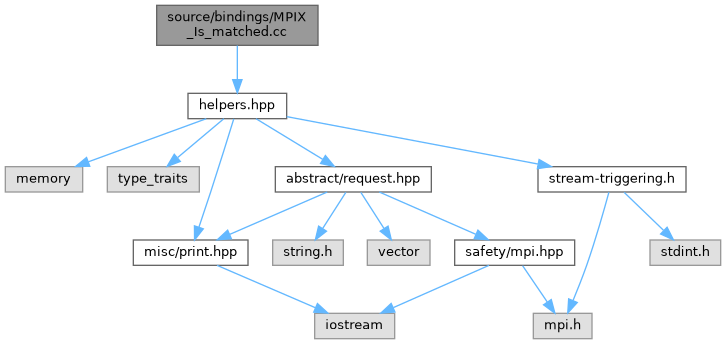 source/bindings/MPIX
_Is_matched.cc
helpers.hpp
memory
type_traits
abstract/request.hpp
stream-triggering.h
misc/print.hpp
string.h
vector
safety/mpi.hpp
stdint.h
iostream
mpi.h